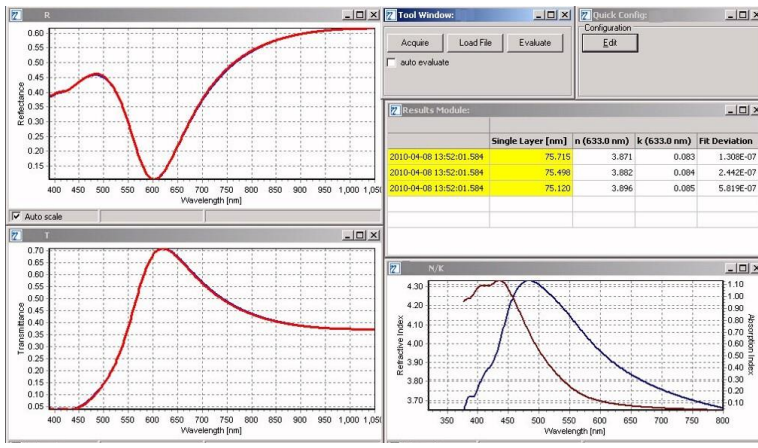 R
0.60
0.55
0.50
0.45
0.40
0.35
0.30
0.25
0.20
0.15
Reflectance
400 450 500 550 600 650 700 750 800 850 900 950 1,000 1,05
Wavelength [nm]
Auto scale
T
0.70
0.65
0.60
0.55
0.50
0.45
0.40
0.35
0.30
0.25
0.20
0.15
0.10
0.05
Transmittance
400 450 500 550 600 650 700 750 800 850 900 950 1,000 1,05
Wavelength [nm]
Tool Window:
Acquire Load File Evaluate
auto evaluate
Quick Config:
Configuration
Edit
Results Module:
Single Layer [nm] n (633.0 nm) k (633.0 nm) Fit Deviation
2010-04-08 13:52:01.584 75.715 3.871 0.083 1.308E-07
2010-04-08 13:52:01.584 75.498 3.882 0.084 2.442E-07
2010-04-08 13:52:01.584 75.120 3.896 0.085 5.819E-07
N/K
4.30
4.20
4.10
4.00
3.90
3.80
3.70
Refractive Index
1.10
1.00
0.90
0.80
0.70
0.60
0.50
0.40
0.30
0.20
0.10
Absorption Index
350 400 450 500 550 600 650 700 750 800
Wavelength [nm]